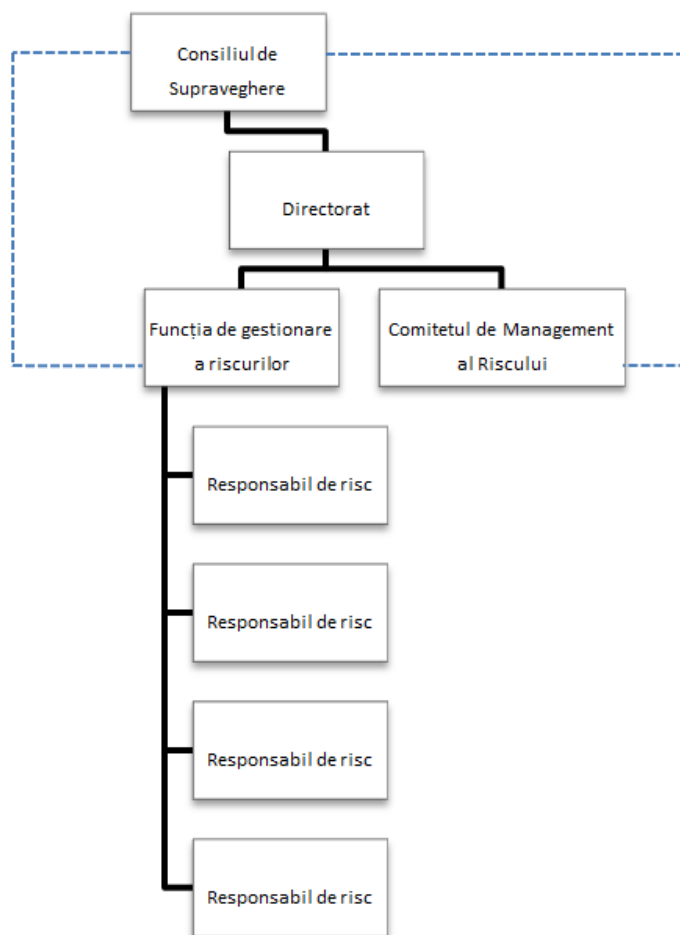 Consiliul de
Supraveghere
Directorat
Funcția de gestionare
a riscurilor
Comitetul de Management
al Riscului
Responsabil de risc
Responsabil de risc
Responsabil de risc
Responsabil de risc